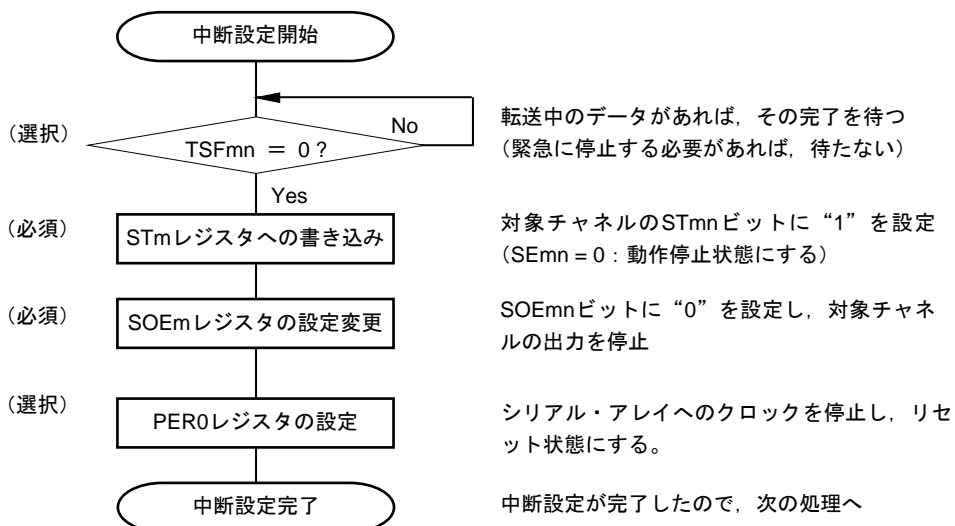 中断設定開始
（選択）
TSFmn ＝ 0？
No
転送中のデータがあれば，その完了を待つ
（緊急に停止する必要があれば，待たない）
Yes
（必須）
STmレジスタへの書き込み
対象チャネルのSTmnビットに“1”を設定
（SEmn = 0：動作停止状態にする）
（必須）
SOEmレジスタの設定変更
SOEmnビットに“0”を設定し，対象チャネ
ルの出力を停止
（選択）
PER0レジスタの設定
シリアル・アレイへのクロックを停止し，リセ
ット状態にする。
中断設定完了
中断設定が完了したので，次の処理へ